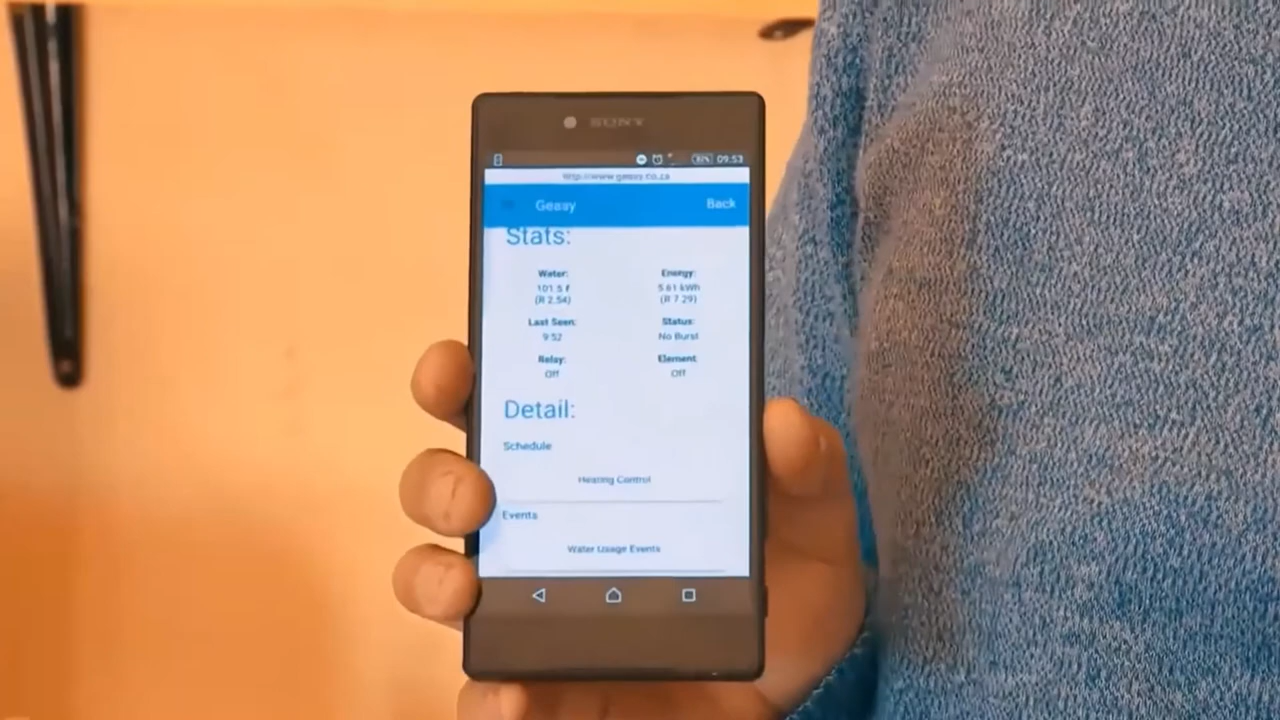 SONY
09:53
http://www.geasy.co.za
Geasy
Back
Stats:
Water:
Energy:
101.5 ℓ
5.61 kWh
(R 2.54)
(R 7.29)
Last Seen:
Status:
9:52
No Burst
Relay:
Element:
Off
Off
Detail:
Schedule
Heating Control
Events
Water Usage Events